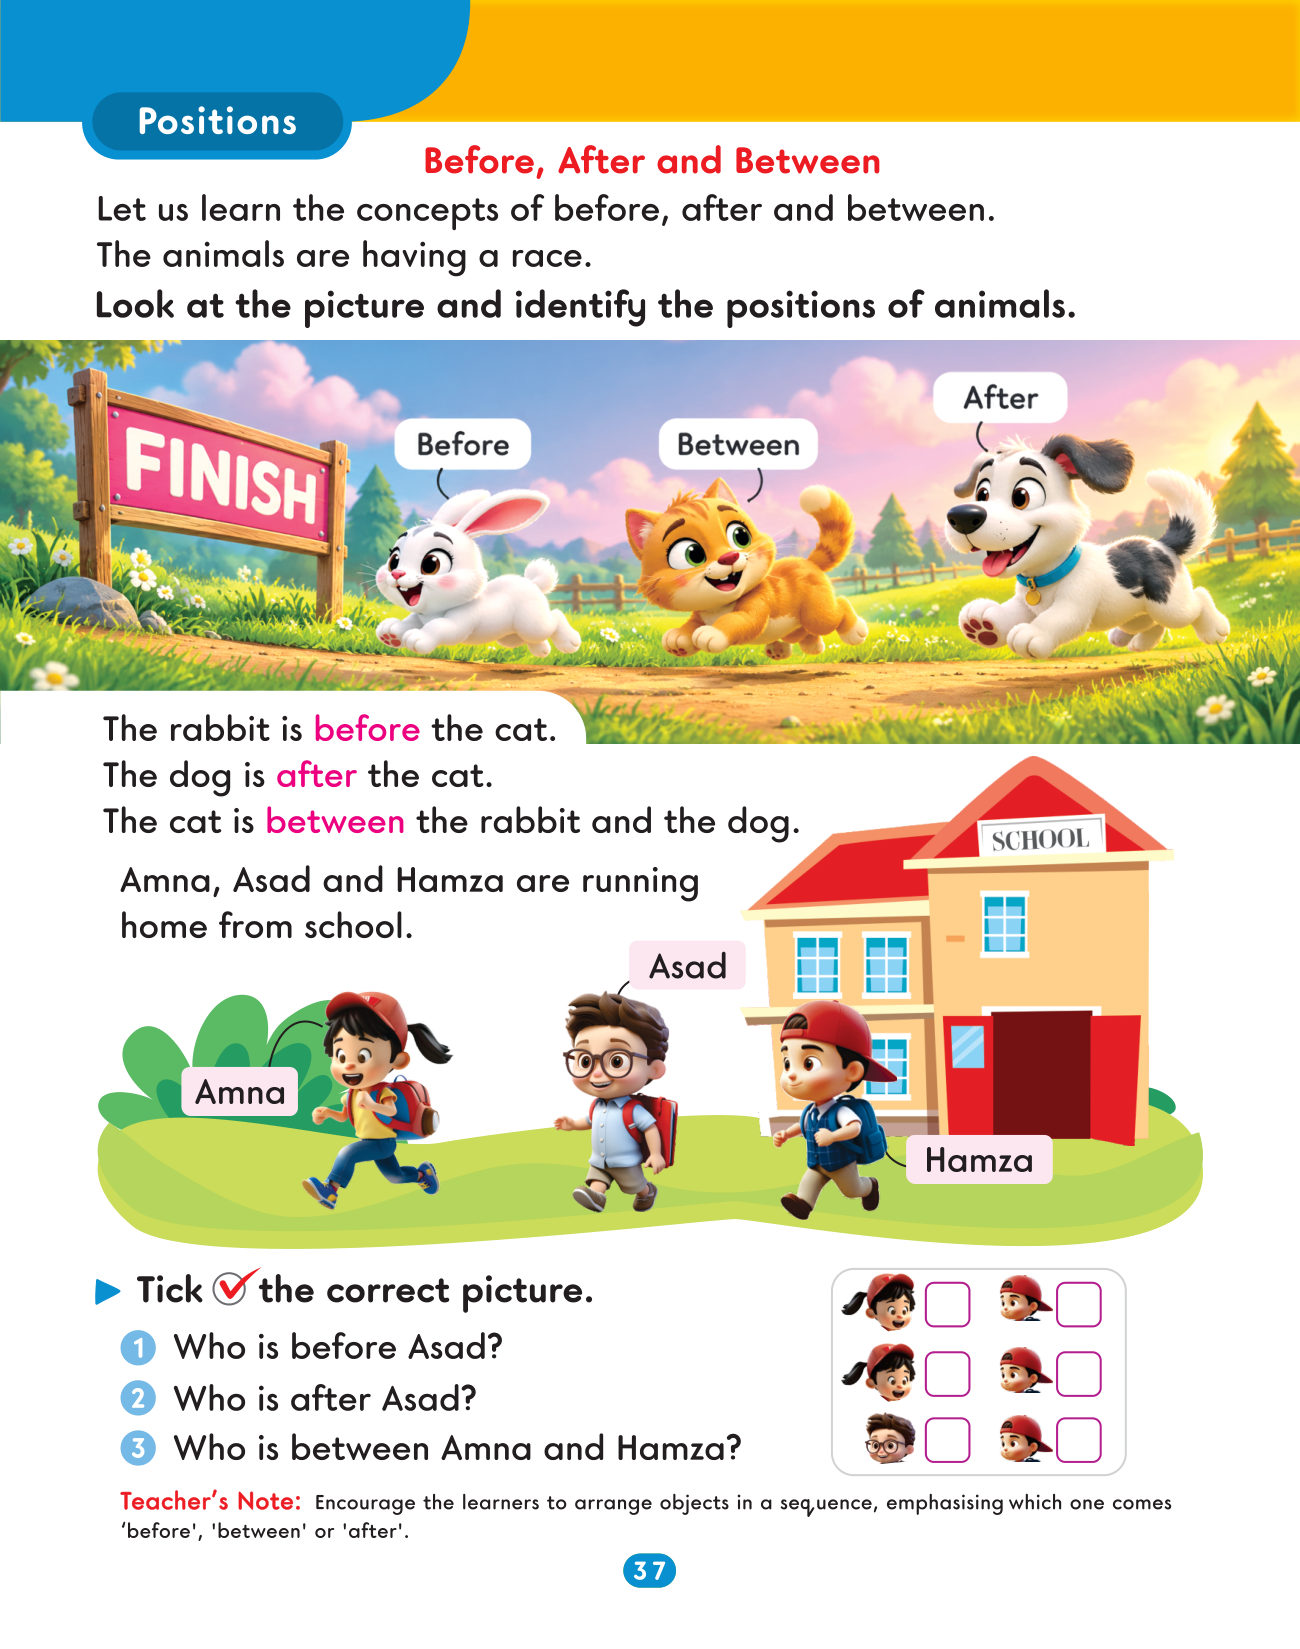 Positions
Before, After and Between
Let us learn the concepts of before, after and between.
The animals are having a race.
Look at the picture and identify the positions of animals.
FINISH
Before
Between
After
The rabbit is before the cat.
The dog is after the cat.
The cat is between the rabbit and the dog.
SCHOOL
Amna, Asad and Hamza are running
home from school.
Asad
Amna
Hamza
Tick the correct picture.
1 Who is before Asad?
2 Who is after Asad?
3 Who is between Amna and Hamza?
Teacher's Note: Encourage the learners to arrange objects in a sequence, emphasising which one comes
‘before', 'between' or 'after'.
37